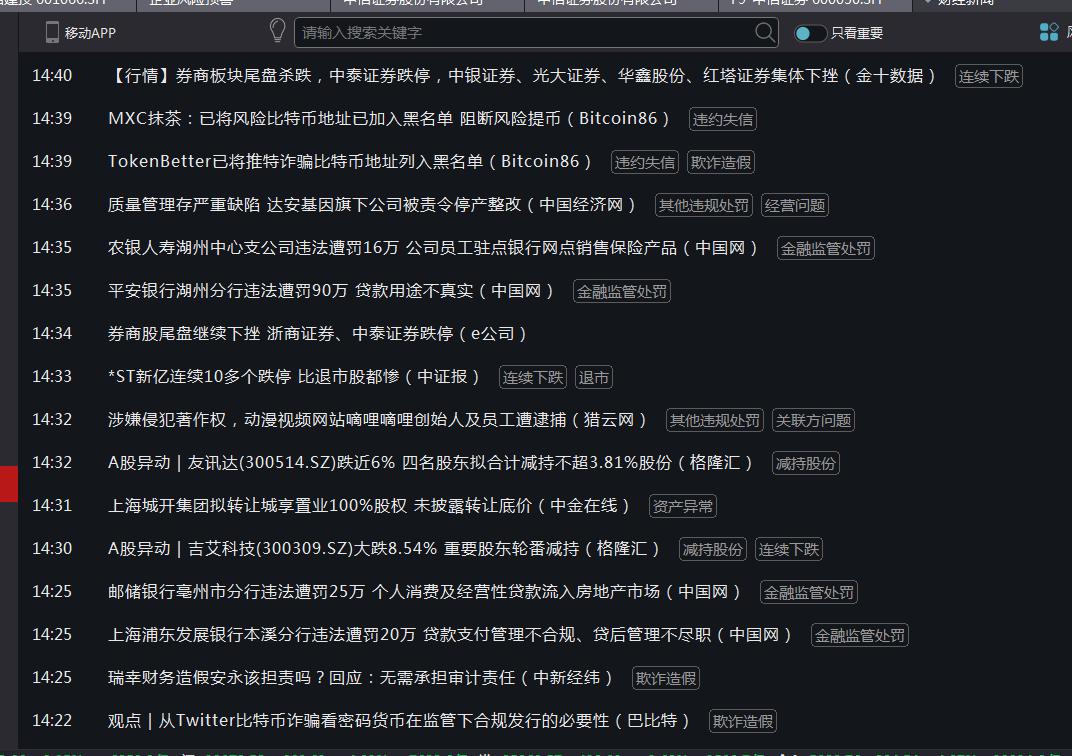 移动APP 请输入搜索关键字 只看重要
14:40 【行情】券商板块尾盘杀跌，中泰证券跌停，中银证券、光大证券、华鑫股份、红塔证券集体下挫（金十数据） 连续下跌
14:39 MXC抹茶：已将风险比特币地址已加入黑名单 阻断风险提币（Bitcoin86） 违约失信
14:39 TokenBetter已将推特诈骗比特币地址列入黑名单（Bitcoin86） 违约失信 欺诈造假
14:36 质量管理存严重缺陷 达安基因旗下公司被责令停产整改（中国经济网） 其他违规处罚 经营问题
14:35 农银人寿湖州中心支公司违法遭罚16万 公司员工驻点银行网点销售保险产品（中国网） 金融监管处罚
14:35 平安银行湖州分行违法遭罚90万 贷款用途不真实（中国网） 金融监管处罚
14:34 券商股尾盘继续下挫 浙商证券、中泰证券跌停（e公司）
14:33 *ST新亿连续10多个跌停 比退市股都惨（中证报） 连续下跌 退市
14:32 涉嫌侵犯著作权，动漫视频网站嘀哩嘀哩创始人及员工遭逮捕（猎云网） 其他违规处罚 关联方问题
14:32 A股异动 | 友讯达(300514.SZ)跌近6% 四名股东拟合计减持不超3.81%股份（格隆汇） 减持股份
14:31 上海城开集团拟转让城享置业100%股权 未披露转让底价（中金在线） 资产异常
14:30 A股异动 | 吉艾科技(300309.SZ)大跌8.54% 重要股东轮番减持（格隆汇） 减持股份 连续下跌
14:25 邮储银行亳州市分行违法遭罚25万 个人消费及经营性贷款流入房地产市场（中国网） 金融监管处罚
14:25 上海浦东发展银行本溪分行违法遭罚20万 贷款支付管理不合规、贷后管理不尽职（中国网） 金融监管处罚
14:25 瑞幸财务造假安永该担责吗？回应：无需承担审计责任（中新经纬） 欺诈造假
14:22 观点 | 从Twitter比特币诈骗看密码货币在监管下合规发行的必要性（巴比特） 欺诈造假